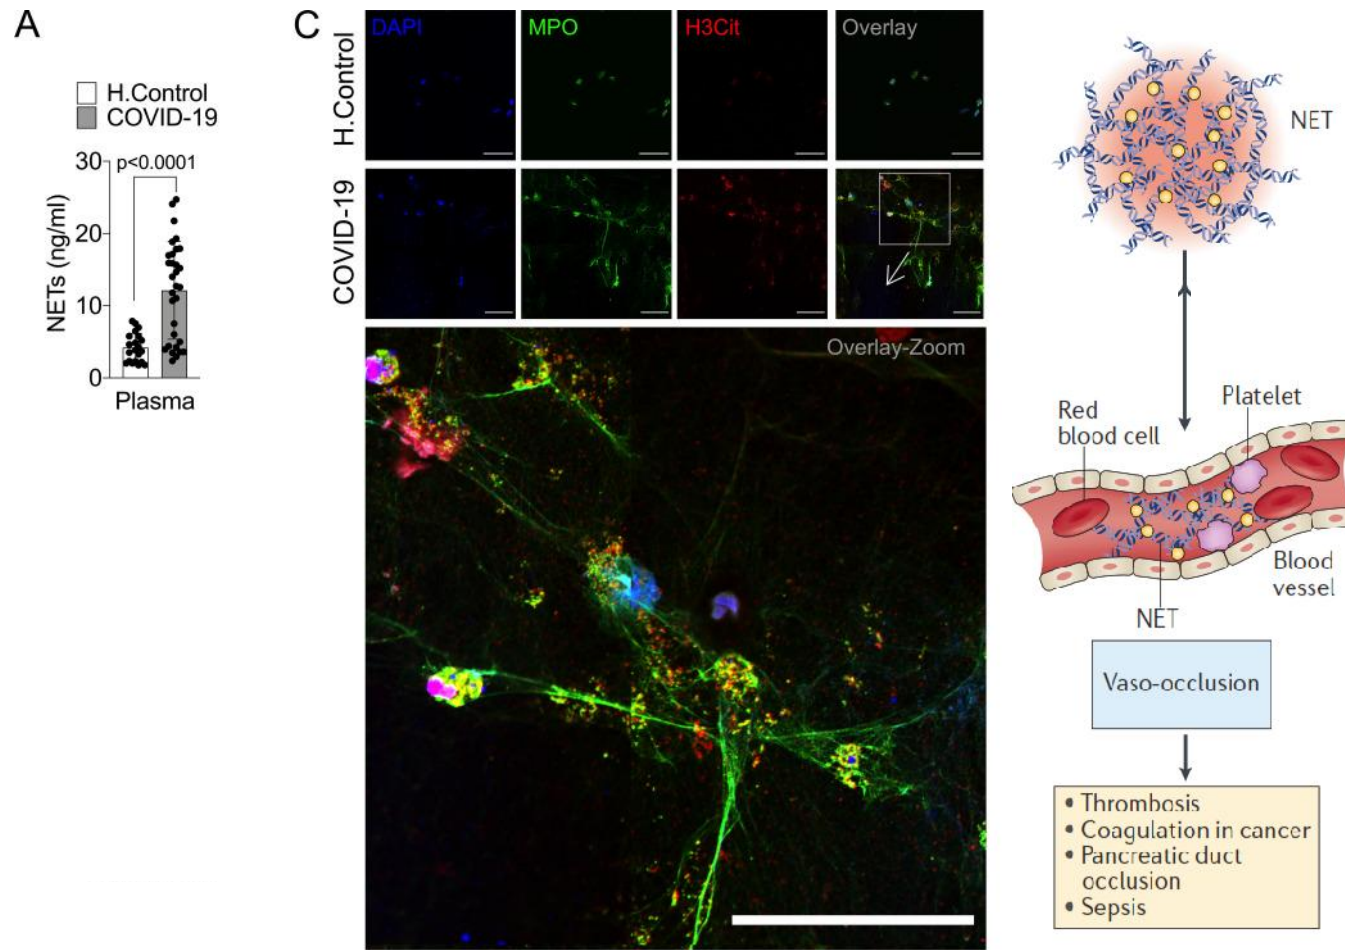 A
H.Control
COVID-19
p<0.0001
30
20
10
0
NETs (ng/ml)
Plasma
C
DAPI
MPO
H3Cit
Overlay
H.Control
COVID-19
Overlay-Zoom
NET
Platelet
Red
blood cell
Blood
vessel
NET
Vaso-occlusion
• Thrombosis
• Coagulation in cancer
• Pancreatic duct
occlusion
• Sepsis